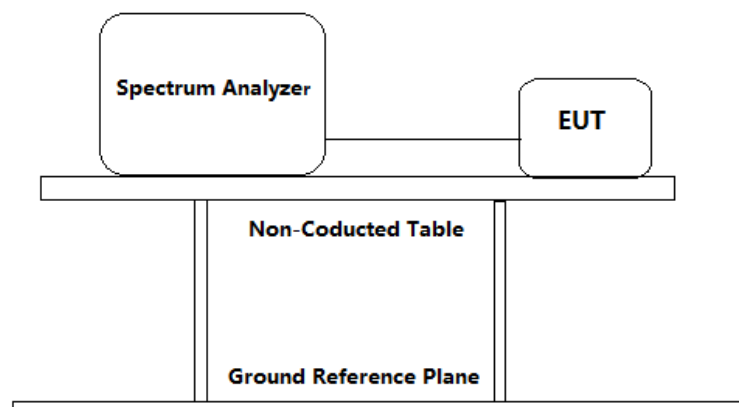 Spectrum Analyzer
EUT
Non-Coducted Table
Ground Reference Plane